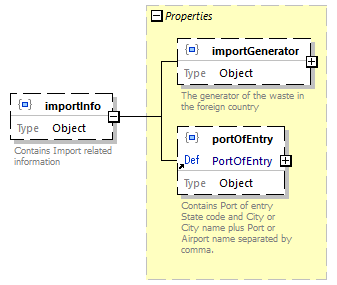 Properties
importGenerator
Type Object
The generator of the waste in
the foreign country
importInfo
Type Object
Contains Import related
information
portOfEntry
Def PortOfEntry
Type Object
Contains Port of entry
State code and City or
City name plus Port or
Airport name separated by
comma.